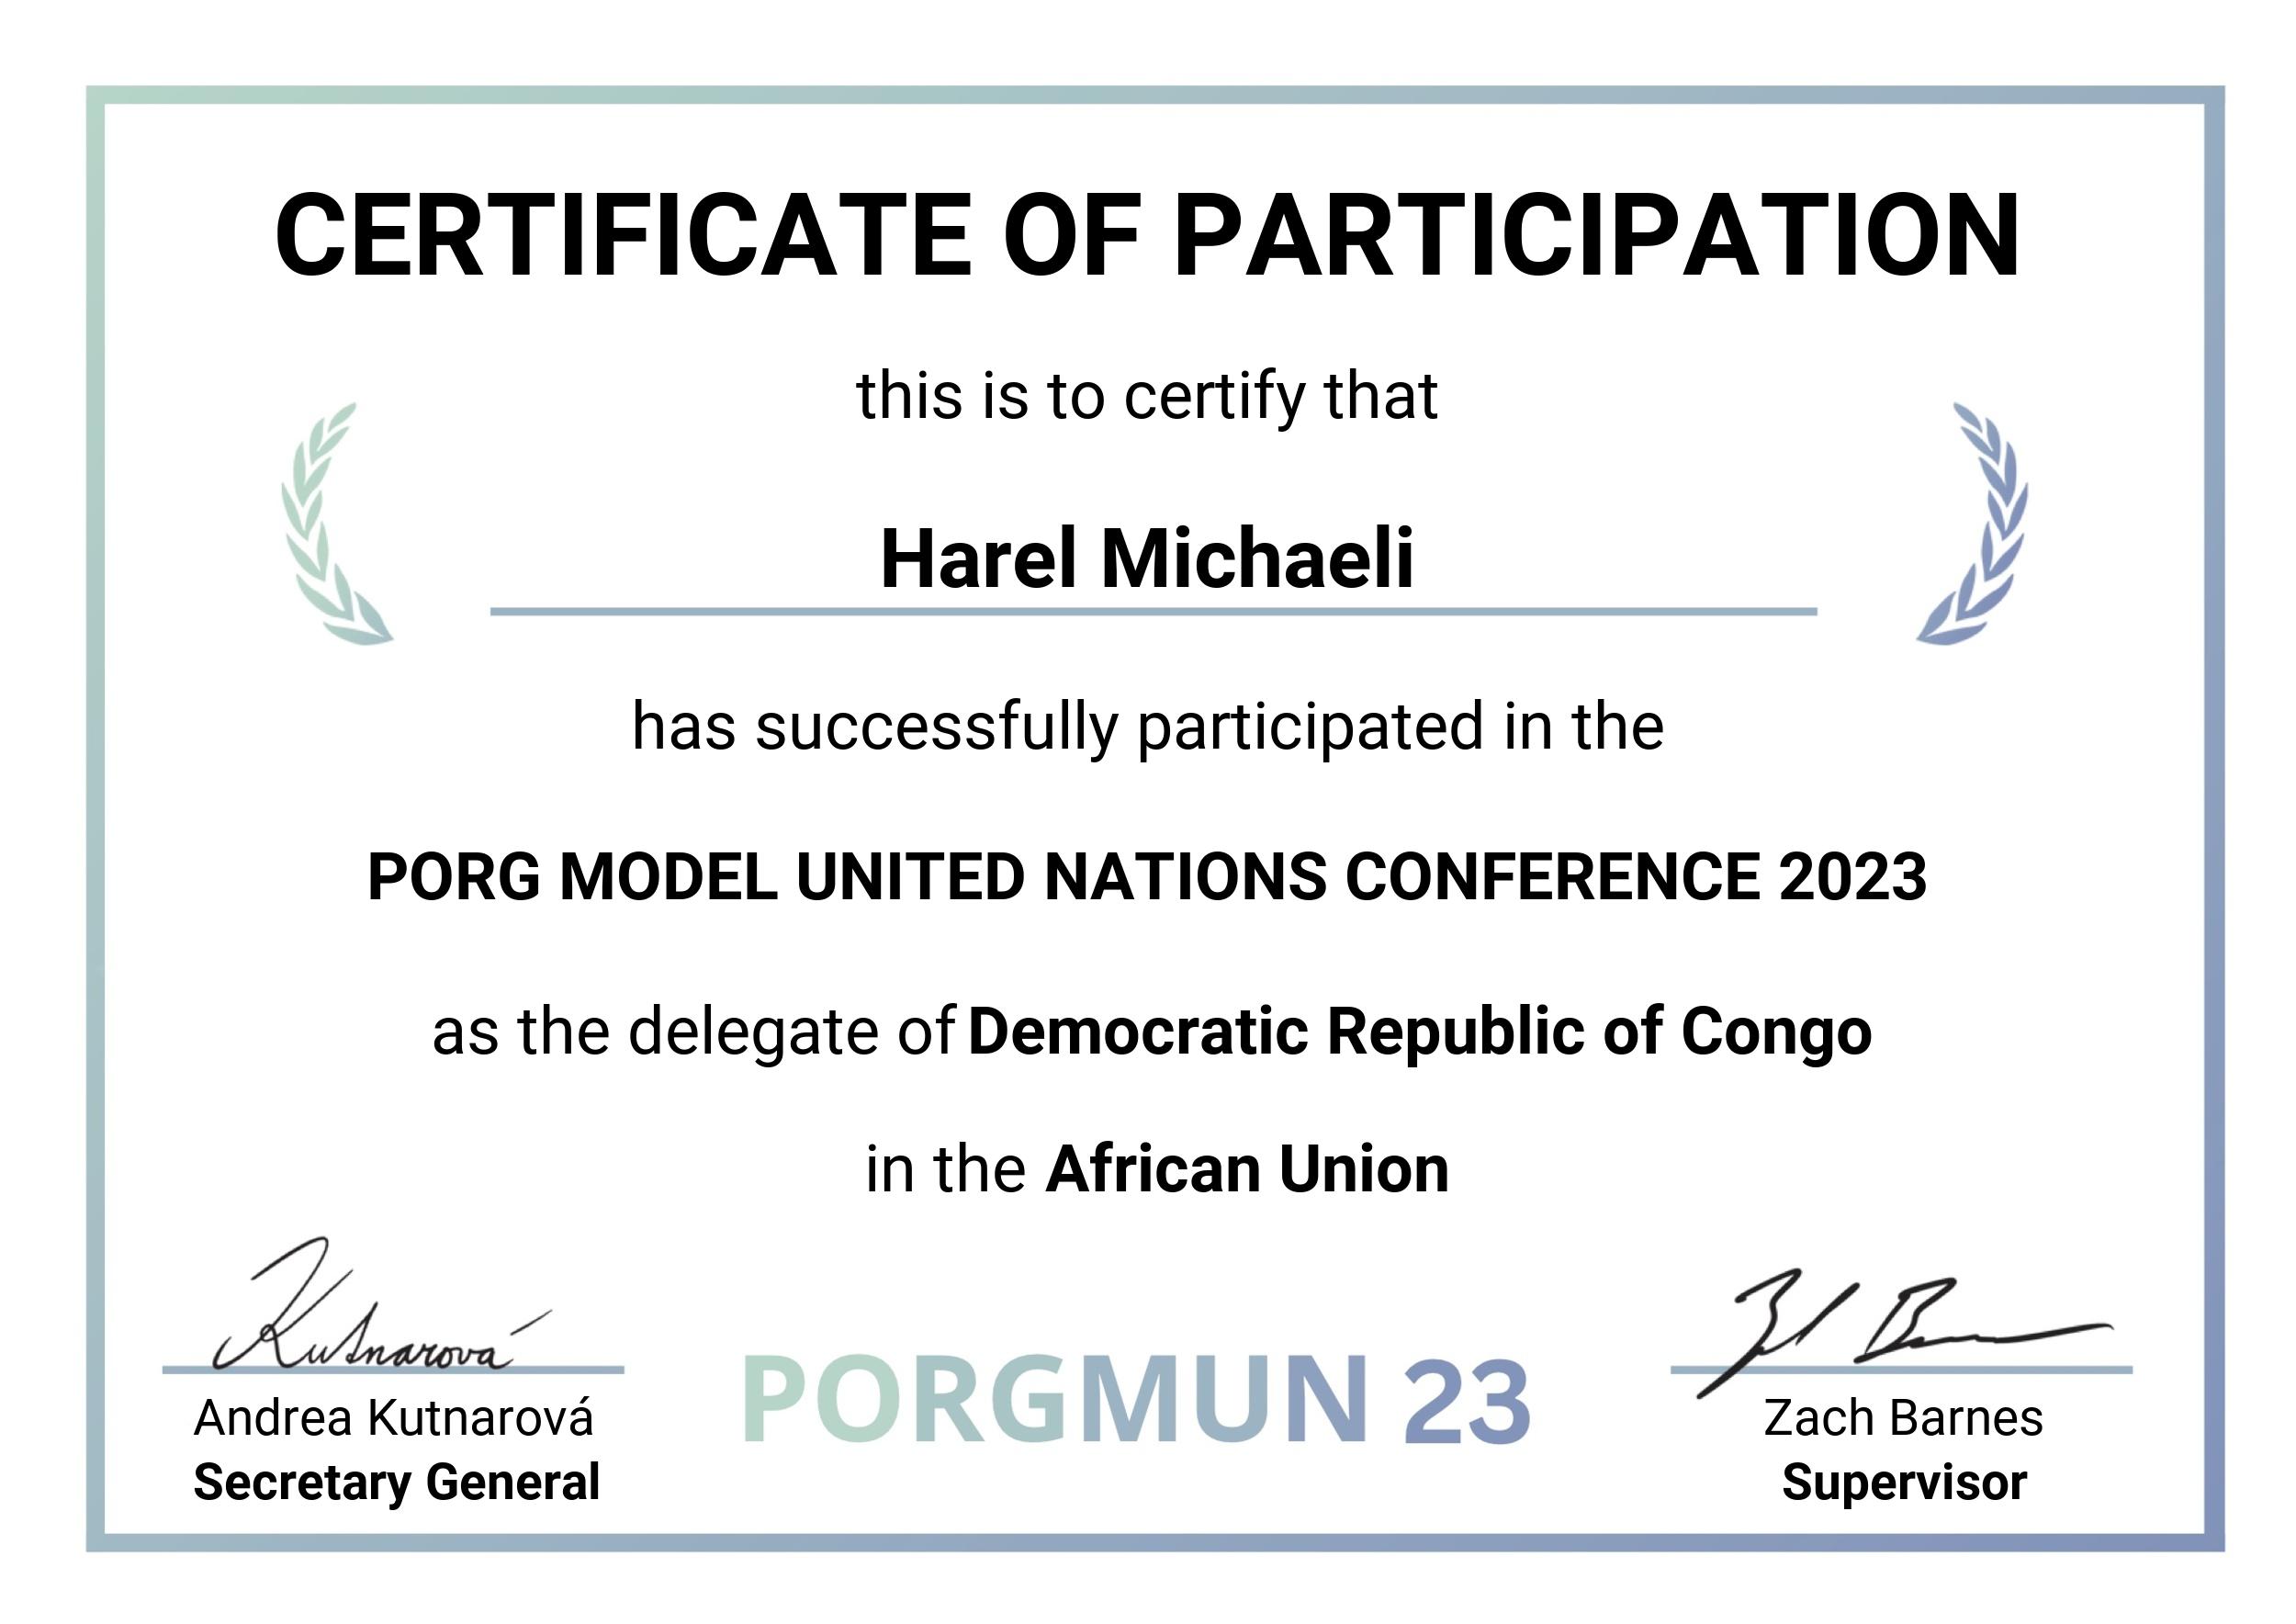 CERTIFICATE OF PARTICIPATION
this is to certify that
Harel Michaeli
has successfully participated in the
PORG MODEL UNITED NATIONS CONFERENCE 2023
as the delegate of Democratic Republic of Congo
in the African Union
Kutnarová
Andrea Kutnarová
Secretary General
PORGMUN 23
Zach Barnes
Supervisor